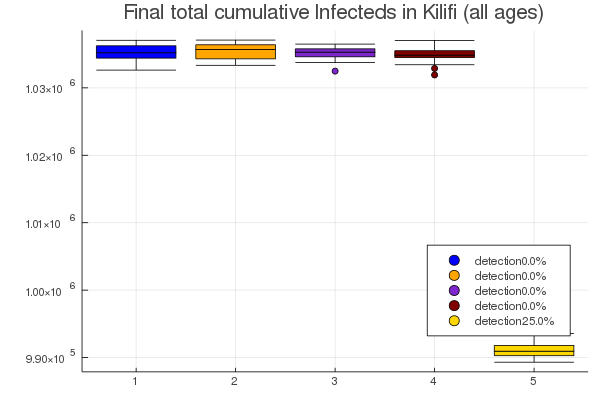 Final total cumulative Infecteds in Kilifi (all ages)
1.03×10 6
1.02×10 6
1.01×10 6
1.00×10 6
9.90×10 5
detection0.0%
detection0.0%
detection0.0%
detection0.0%
detection25.0%
1 2 3 4 5